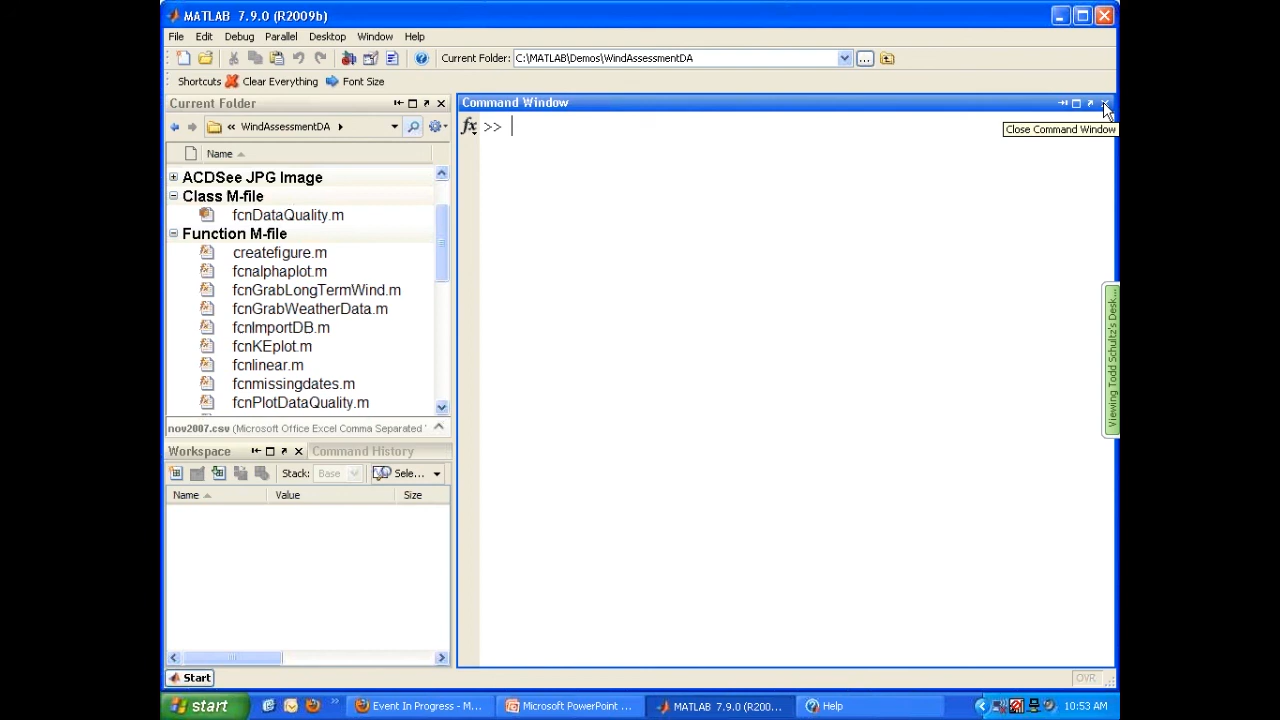 MATLAB 7.9.0 (R2009b)
File Edit Debug Parallel Desktop Window Help
Current Folder: C:\MATLAB\Demos\WindAssessmentDA ...
Shortcuts Clear Everything Font Size
Current Folder
« WindAssessmentDA
Name
ACDSee JPG Image
Class M-file
fcnDataQuality.m
Function M-file
createfigure.m
fcnalphaplot.m
fcnGrabLongTermWind.m
fcnGrabWeatherData.m
fcnImportDB.m
fcnKEplot.m
fcnlinear.m
fcnmissingdates.m
fcnPlotDataQuality.m
nov2007.csv (Microsoft Office Excel Comma Separated
Workspace Command History
Stack: Base Sele...
Name Value Size
Command Window
fx >>
Close Command Window
Viewing Todd Schultz's Desk...
Start OVR
start Event In Progress - M... Microsoft PowerPoint ... MATLAB 7.9.0 (R200... Help 10:53 AM